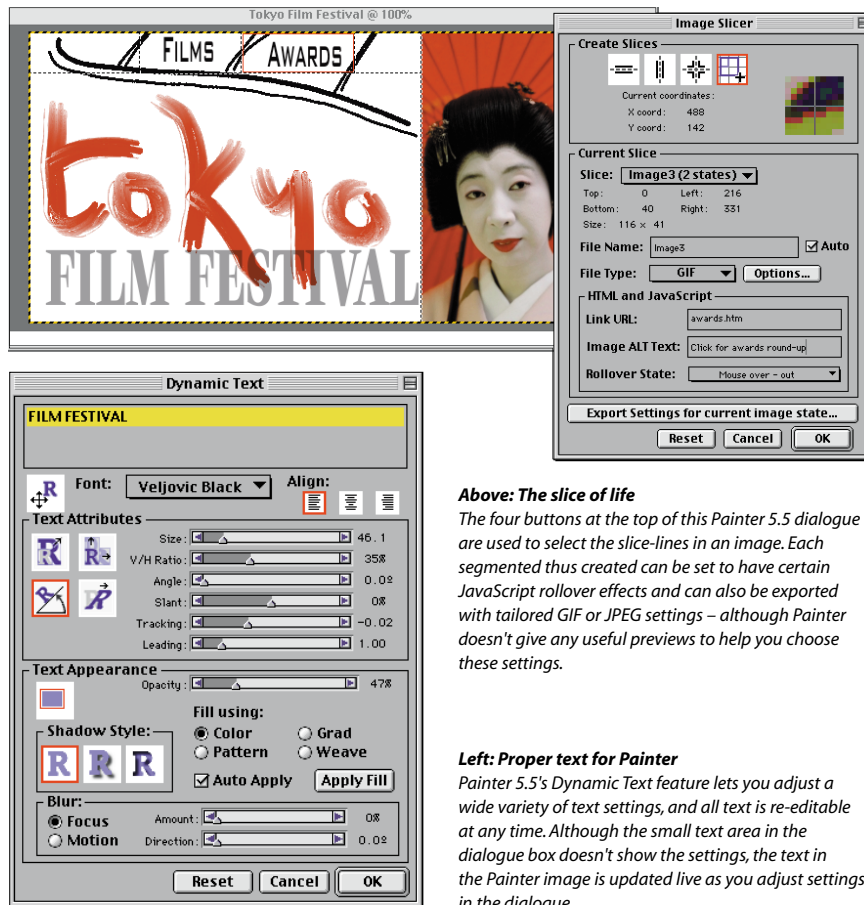 Tokyo Film Festival @ 100%
FILMS
AWARDS
tokyo
FILM FESTIVAL
Image Slicer
Create Slices
Current coordinates:
X coord: 488
Y coord: 142
Current Slice
Slice: Image3 (2 states)
Top: 0 Left: 216
Bottom: 40 Right: 331
Size: 116 × 41
File Name: Image3 Auto
File Type: GIF Options...
HTML and JavaScript
Link URL: awards.htm
Image ALT Text: Click for awards round-up
Rollover State: Mouse over - out
Export Settings for current image state...
Reset Cancel OK
Dynamic Text
FILM FESTIVAL
R Font: Veljovic Black Align:
Text Attributes
R R
R R
Size: 46.1
V/H Ratio: 35%
Angle: 0.0º
Slant: 0%
Tracking: -0.02
Leading: 1.00
Text Appearance
Opacity: 47%
Fill using:
Color Grad
Pattern Weave
Auto Apply Apply Fill
Shadow Style:
R R R
Blur:
Focus Amount: 0%
Motion Direction: 0.0º
Reset Cancel OK
Above: The slice of life
The four buttons at the top of this Painter 5.5 dialogue
are used to select the slice-lines in an image. Each
segmented thus created can be set to have certain
JavaScript rollover effects and can also be exported
with tailored GIF or JPEG settings – although Painter
doesn't give any useful previews to help you choose
these settings.
Left: Proper text for Painter
Painter 5.5's Dynamic Text feature lets you adjust a
wide variety of text settings, and all text is re-editable
at any time. Although the small text area in the
dialogue box doesn't show the settings, the text in
the Painter image is updated live as you adjust settings
in the dialogue.